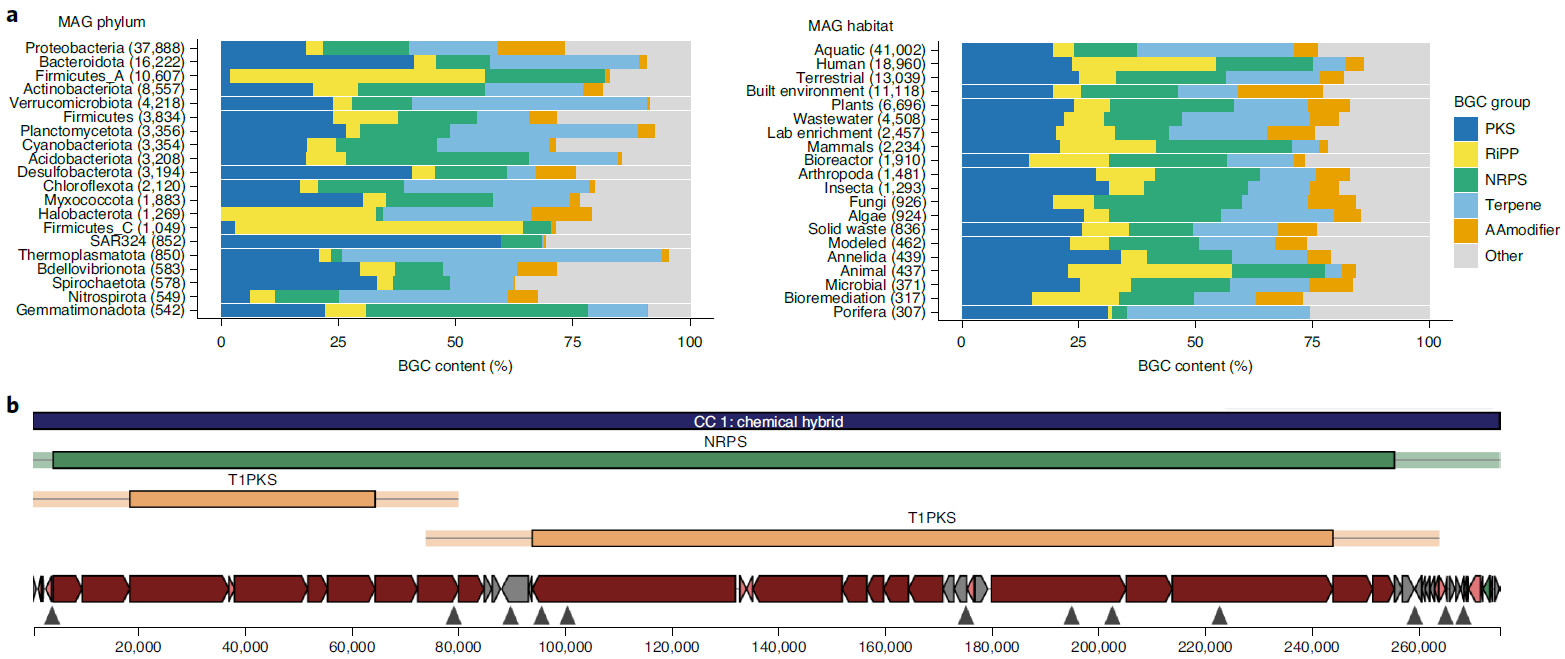 a
MAG phylum
Proteobacteria (37,888)
Bacteroidota (16,222)
Firmicutes_A (10,607)
Actinobacteriota (8,557)
Verrucomicrobiota (4,218)
Firmicutes (3,834)
Planctomycetota (3,356)
Cyanobacteria (3,354)
Acidobacteriota (3,208)
Desulfobacterota (3,194)
Chloroflexota (2,120)
Myxococcota (1,883)
Halobacterota (1,269)
Firmicutes_C (1,049)
SAR324 (852)
Thermoplasmatota (850)
Bdellovibrionota (583)
Spirochaetota (578)
Nitrospirota (549)
Gemmatimonadota (542)
0 25 50 75 100
BGC content (%)
MAG habitat
Aquatic (41,002)
Human (18,960)
Terrestrial (13,039)
Built environment (11,118)
Plants (6,696)
Wastewater (4,508)
Lab enrichment (2,457)
Mammals (2,234)
Bioreactor (1,910)
Arthropoda (1,481)
Insecta (1,293)
Fungi (926)
Algae (924)
Solid waste (836)
Modeled (462)
Annelida (439)
Animal (437)
Microbial (371)
Bioremediation (317)
Porifera (307)
0 25 50 75 100
BGC content (%)
BGC group
PKS
RiPP
NRPS
Terpene
AAmodifier
Other
b
CC 1: chemical hybrid
NRPS
T1PKS
T1PKS
20,000 40,000 60,000 80,000 100,000 120,000 140,000 160,000 180,000 200,000 220,000 240,000 260,000